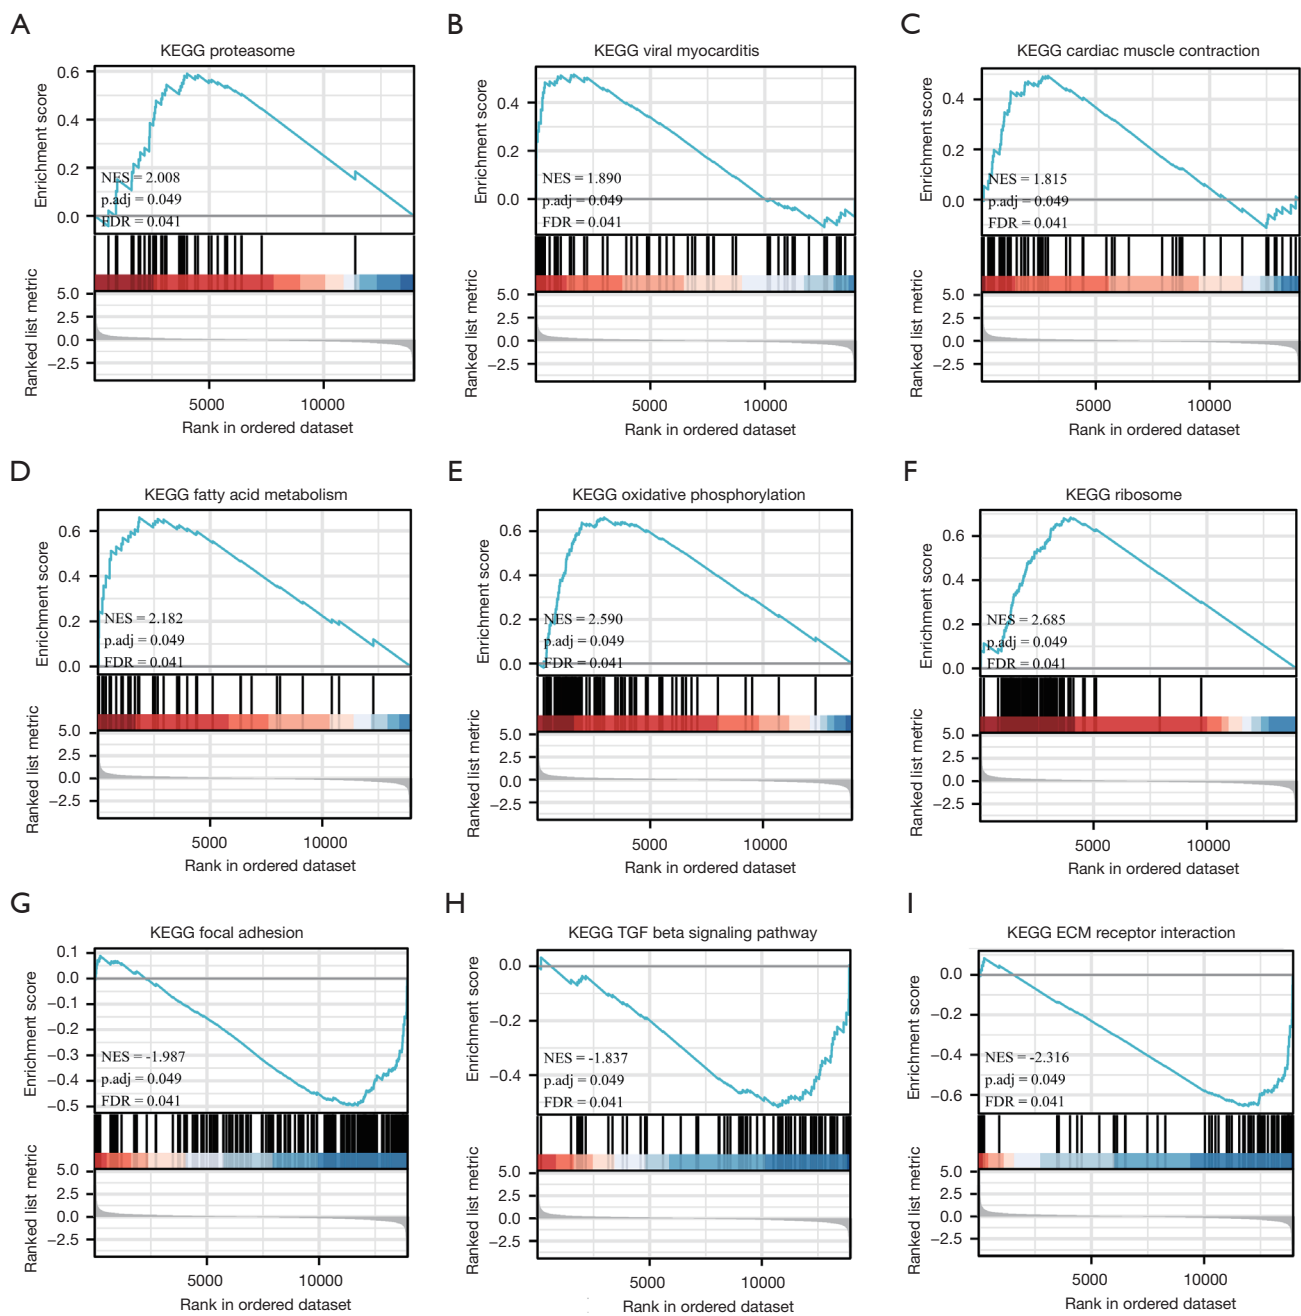 A
KEGG proteasome
Enrichment score
0.6
0.4
0.2
0.0
NES = 2.008
p.adj = 0.049
FDR = 0.041
Ranked list metric
5.0
2.5
0.0
−2.5
5000 10000
Rank in ordered dataset
B
KEGG viral myocarditis
Enrichment score
0.4
0.2
0.0
NES = 1.890
p.adj = 0.049
FDR = 0.041
Ranked list metric
5.0
2.5
0.0
−2.5
5000 10000
Rank in ordered dataset
C
KEGG cardiac muscle contraction
Enrichment score
0.4
0.2
0.0
NES = 1.815
p.adj = 0.049
FDR = 0.041
Ranked list metric
5.0
2.5
0.0
−2.5
5000 10000
Rank in ordered dataset
D
KEGG fatty acid metabolism
Enrichment score
0.6
0.4
0.2
0.0
NES = 2.182
p.adj = 0.049
FDR = 0.041
Ranked list metric
5.0
2.5
0.0
−2.5
5000 10000
Rank in ordered dataset
E
KEGG oxidative phosphorylation
Enrichment score
0.6
0.4
0.2
0.0
NES = 2.590
p.adj = 0.049
FDR = 0.041
Ranked list metric
5.0
2.5
0.0
−2.5
5000 10000
Rank in ordered dataset
F
KEGG ribosome
Enrichment score
0.6
0.4
0.2
0.0
NES = 2.685
p.adj = 0.049
FDR = 0.041
Ranked list metric
5.0
2.5
0.0
−2.5
5000 10000
Rank in ordered dataset
G
KEGG focal adhesion
Enrichment score
0.1
0.0
−0.1
−0.2
−0.3
−0.4
−0.5
NES = -1.987
p.adj = 0.049
FDR = 0.041
Ranked list metric
5.0
2.5
0.0
−2.5
5000 10000
Rank in ordered dataset
H
KEGG TGF beta signaling pathway
Enrichment score
0.0
−0.2
−0.4
NES = -1.837
p.adj = 0.049
FDR = 0.041
Ranked list metric
5.0
2.5
0.0
−2.5
5000 10000
Rank in ordered dataset
I
KEGG ECM receptor interaction
Enrichment score
0.0
−0.2
−0.4
−0.6
NES = -2.316
p.adj = 0.049
FDR = 0.041
Ranked list metric
5.0
2.5
0.0
−2.5
5000 10000
Rank in ordered dataset